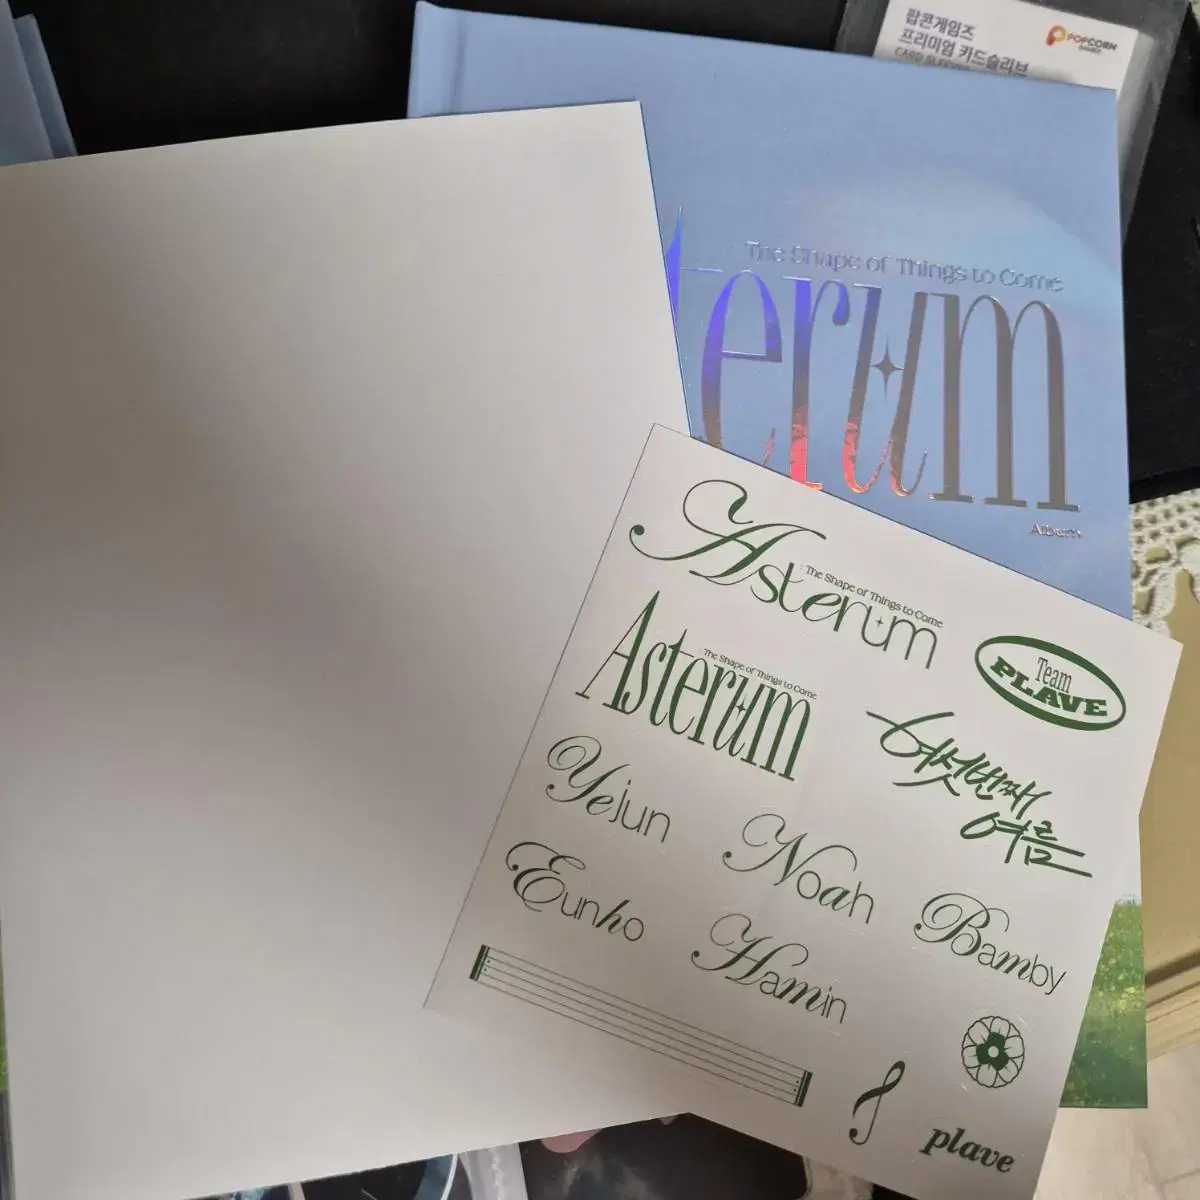 팝콘게임즈
프리미엄 카드슬리브
POPCORN
The Shape of Things to Come
sterum
Album
Asterum
: The Shape of Things to Come
Team
PLAVE
Asterum
: The Shape of Things to Come
여섯번째
여름
Yejun
Noah
Bamby
Eunho
Hamin
plave